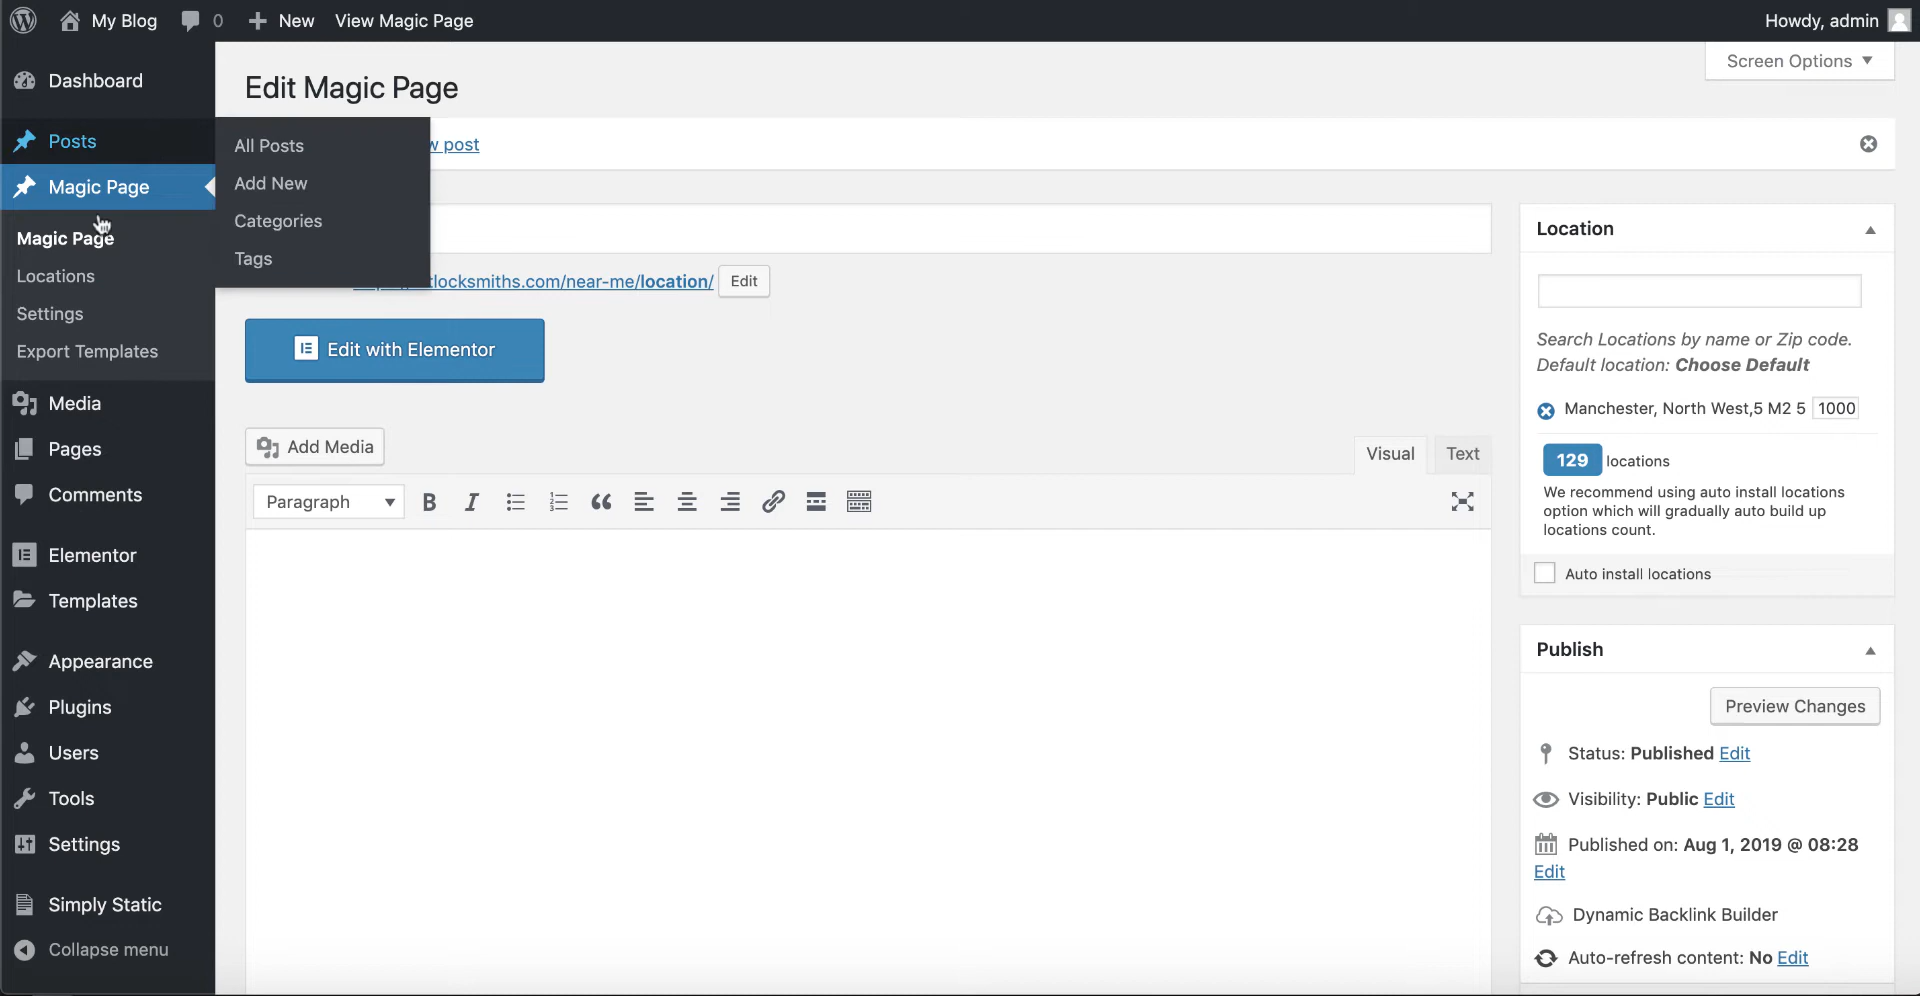 My Blog 0 New View Magic Page Howdy, admin
Screen Options
Dashboard
Posts
Magic Page
Magic Page
Locations
Settings
Export Templates
Media
Pages
Comments
Elementor
Templates
Appearance
Plugins
Users
Tools
Settings
Simply Static
Collapse menu
All Posts
Add New
Categories
Tags
Edit Magic Page
post
locksmiths.com/near-me/location/ Edit
Edit with Elementor
Add Media
Visual Text
Paragraph
Location
Search Locations by name or Zip code.
Default location: Choose Default
Manchester, North West,5 M2 5 1000
129 locations
We recommend using auto install locations
option which will gradually auto build up
locations count.
Auto install locations
Publish
Preview Changes
Status: Published Edit
Visibility: Public Edit
Published on: Aug 1, 2019 @ 08:28
Edit
Dynamic Backlink Builder
Auto-refresh content: No Edit